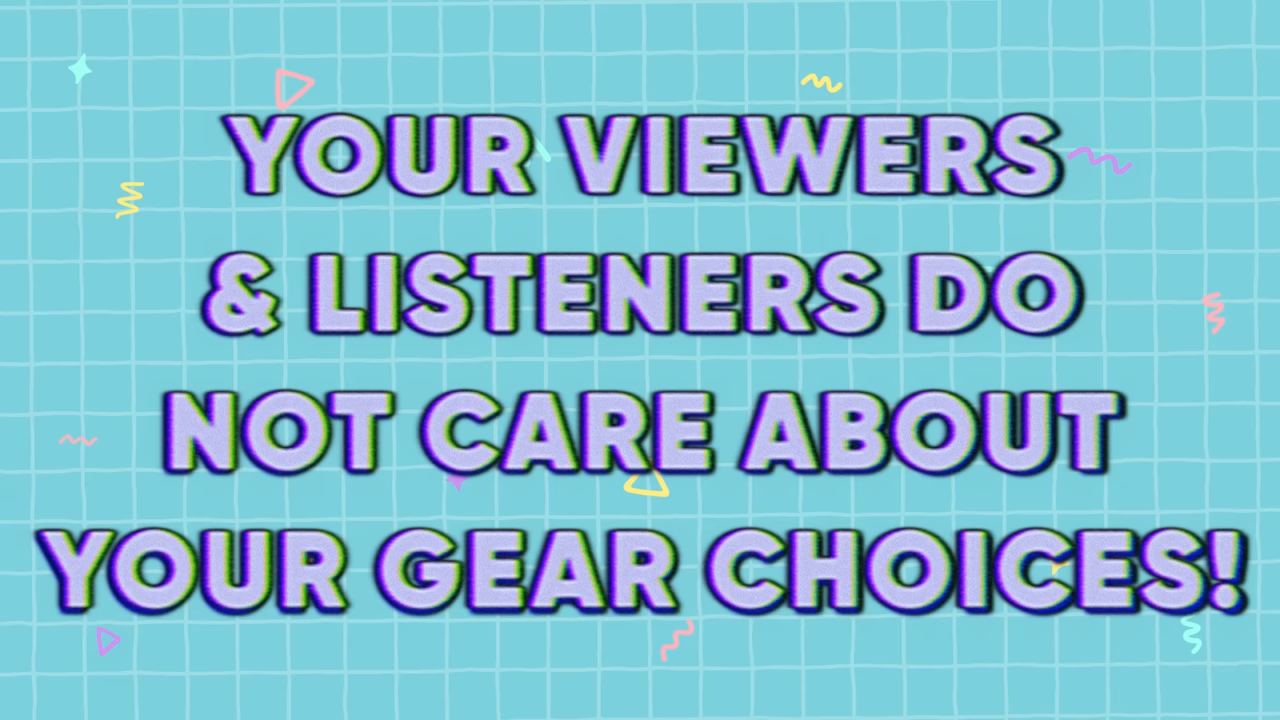 YOUR VIEWERS
& LISTENERS DO
NOT CARE ABOUT
YOUR GEAR CHOICES!